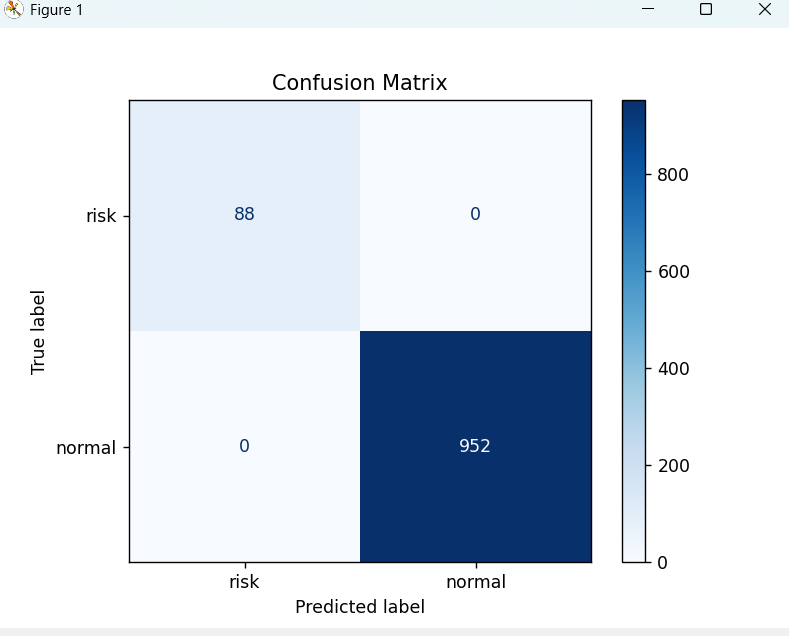 Figure 1
Confusion Matrix
800
risk
88
0
600
True label
400
normal
0
952
200
0
risk
normal
Predicted label